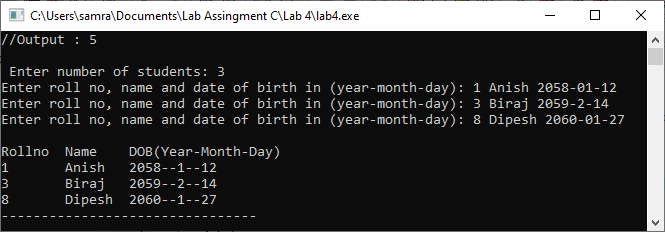 C:\Users\samra\Documents\Lab Assingment C\Lab 4\lab4.exe
//Output : 5
Enter number of students: 3
Enter roll no, name and date of birth in (year-month-day): 1 Anish 2058-01-12
Enter roll no, name and date of birth in (year-month-day): 3 Biraj 2059-2-14
Enter roll no, name and date of birth in (year-month-day): 8 Dipesh 2060-01-27
Rollno  Name    DOB(Year-Month-Day)
1       Anish   2058--1--12
3       Biraj   2059--2--14
8       Dipesh  2060--1--27
--------------------------------